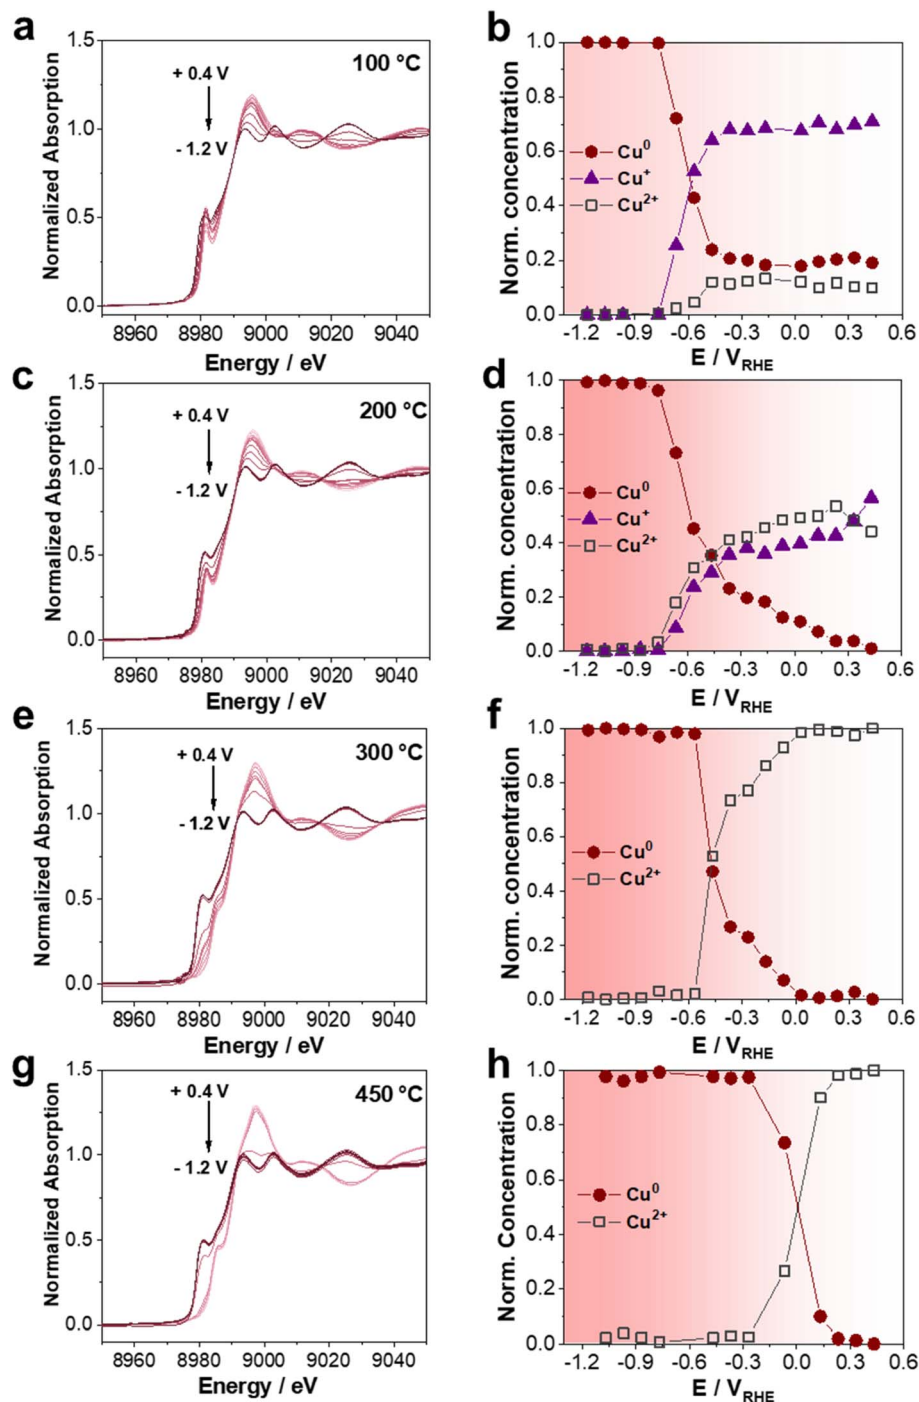 a
Normalized Absorption
1.5
1.0
0.5
0.0
+ 0.4 V
- 1.2 V
100 °C
8960 8980 9000 9020 9040
Energy / eV
b
Norm. concentration
1.0
0.8
0.6
0.4
0.2
0.0
Cu⁰
Cu⁺
Cu²⁺
-1.2 -0.9 -0.6 -0.3 0.0 0.3 0.6
E / V_RHE
c
Normalized Absorption
1.5
1.0
0.5
0.0
+ 0.4 V
- 1.2 V
200 °C
8960 8980 9000 9020 9040
Energy / eV
d
Norm. concentration
1.0
0.8
0.6
0.4
0.2
0.0
Cu⁰
Cu⁺
Cu²⁺
-1.2 -0.9 -0.6 -0.3 0.0 0.3 0.6
E / V_RHE
e
Normalized Absorption
1.5
1.0
0.5
0.0
+ 0.4 V
- 1.2 V
300 °C
8960 8980 9000 9020 9040
Energy / eV
f
Norm. concentration
1.0
0.8
0.6
0.4
0.2
0.0
Cu⁰
Cu²⁺
-1.2 -0.9 -0.6 -0.3 0.0 0.3 0.6
E / V_RHE
g
Normalized Absorption
1.5
1.0
0.5
0.0
+ 0.4 V
- 1.2 V
450 °C
8960 8980 9000 9020 9040
Energy / eV
h
Norm. Concentration
1.0
0.8
0.6
0.4
0.2
0.0
Cu⁰
Cu²⁺
-1.2 -0.9 -0.6 -0.3 0.0 0.3 0.6
E / V_RHE